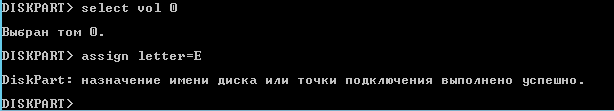 DISKPART> select vol 0
Выбран том 0.
DISKPART> assign letter=E
DiskPart: назначение имени диска или точки подключения выполнено успешно.
DISKPART>